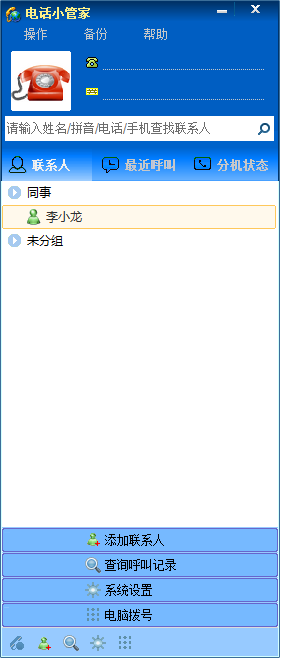 电话小管家
操作 备份 帮助
请输入姓名/拼音/电话/手机查找联系人
联系人 最近呼叫 分机状态
同事
李小龙
未分组
添加联系人
查询呼叫记录
系统设置
电脑拨号